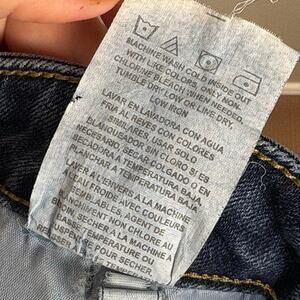 MACHINE WASH COLD INSIDE OUT
WITH LIKE COLORS. ONLY NON
CHLORINE BLEACH WHEN NEEDED.
TUMBLE DRY LOW OR LINE DRY.
LOW IRON
LAVAR EN LAVADORA CON AGUA
FRIA AL REVES CON COLORES
SIMILARES. USAR SOLO
BLANQUEADOR SIN CLORO SI ES
NECESARIO. SECAR COLGADO O A
TEMPERATURA BAJA.
PLANCHAR A TEMPERATURA BAJA.
LAVER A L'ENVERS A LA MACHINE
A L'EAU FROIDE AVEC COULEURS
SEMBLABLES. AGENT DE
BLANCHIMENT NON CHLORE AU
BESOIN. SECHER A LA MACHINE
BASSE TEMPERATURE OU
POUR SECHER.